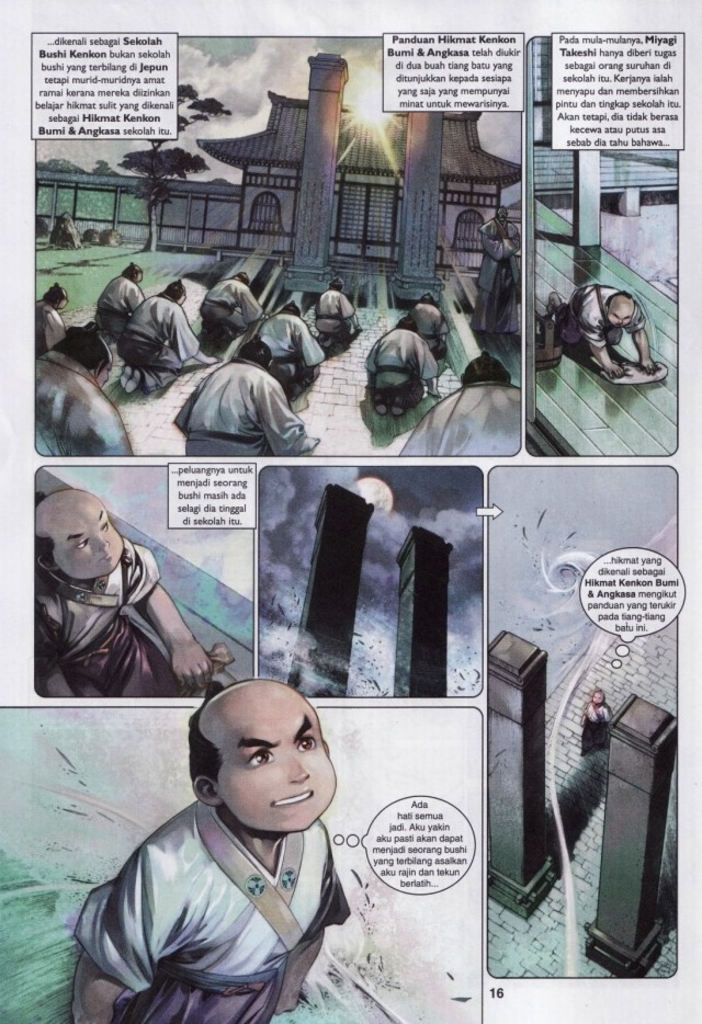 ...dikenali sebagai Sekolah
Bushi Kenkon bukan sekolah
bushi yang terbilang di Jepun
tetapi murid-muridnya amat
ramai kerana mereka diizinkan
belajar hikmat sulit yang dikenali
sebagai Hikmat Kenkon
Bumi & Angkasa sekolah itu.
Panduan Hikmat Kenkon
Bumi & Angkasa telah diukir
di dua buah tiang batu yang
ditunjukkan kepada sesiapa
yang saja yang mempunyai
minat untuk mewarisinya.
Pada mula-mulanya, Miyagi
Takeshi hanya diberi tugas
sebagai orang suruhan di
sekolah itu. Kerjanya ialah
menyapu dan membersihkan
pintu dan tingkap sekolah itu.
Akan tetapi, dia tidak berasa
kecewa atau putus asa
sebab dia tahu bahawa...
...peluangnya untuk
menjadi seorang
bushi masih ada
selagi dia tinggal
di sekolah itu.
...hikmat yang
dikenali sebagai
Hikmat Kenkon Bumi
& Angkasa mengikut
panduan yang terukir
pada tiang-tiang
batu ini.
Ada
hati semua
jadi. Aku yakin
aku pasti akan dapat
menjadi seorang bushi
yang terbilang asalkan
aku rajin dan tekun
berlatih...
16